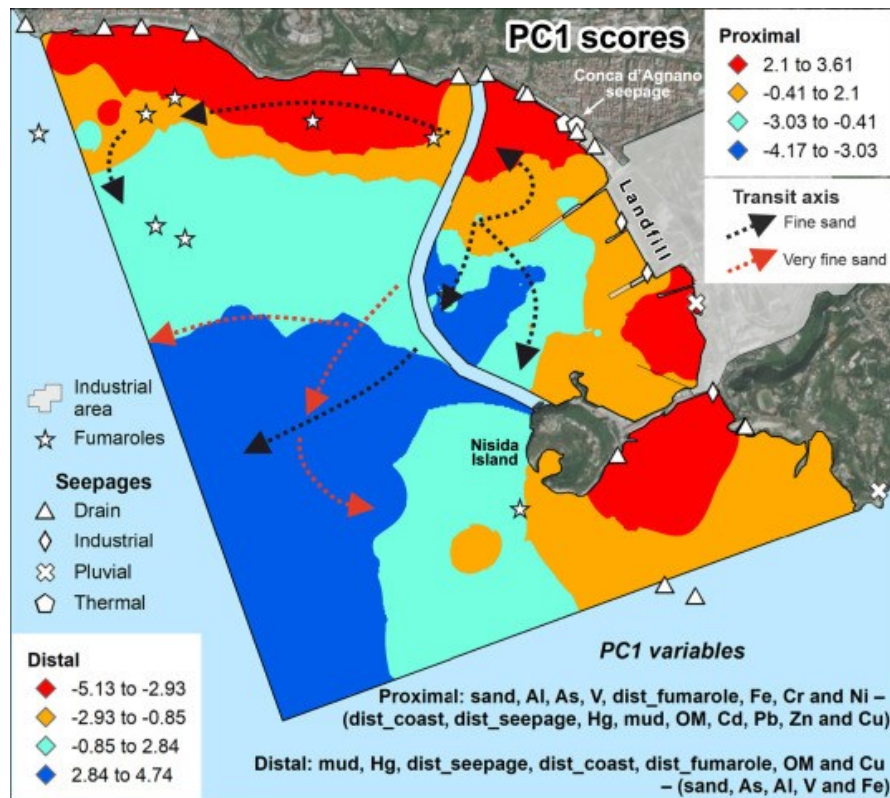 PC1 scores
Conca d'Agnano
seepage
Landfill
Proximal
2.1 to 3.61
-0.41 to 2.1
-3.03 to -0.41
-4.17 to -3.03
Transit axis
Fine sand
Very fine sand
Industrial
area
Fumaroles
Seepages
Drain
Industrial
Pluvial
Thermal
Nisida
Island
Distal
-5.13 to -2.93
-2.93 to -0.85
-0.85 to 2.84
2.84 to 4.74
PC1 variables
Proximal: sand, Al, As, V, dist_fumarole, Fe, Cr and Ni –
(dist_coast, dist_seepage, Hg, mud, OM, Cd, Pb, Zn and Cu)
Distal: mud, Hg, dist_seepage, dist_coast, dist_fumarole, OM and Cu
– (sand, As, Al, V and Fe)